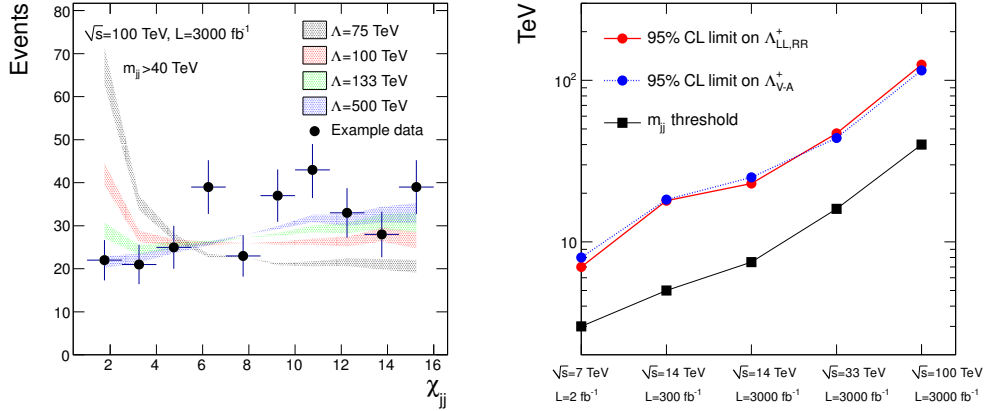 Events
√s=100 TeV, L=3000 fb⁻¹
m_jj>40 TeV
Λ=75 TeV
Λ=100 TeV
Λ=133 TeV
Λ=500 TeV
Example data
80
70
60
50
40
30
20
10
0
2 4 6 8 10 12 14 16
χ_jj
TeV
95% CL limit on Λ⁺_LL,RR
95% CL limit on Λ⁺_V-A
m_jj threshold
10²
10
√s=7 TeV √s=14 TeV √s=14 TeV √s=33 TeV √s=100 TeV
L=2 fb⁻¹ L=300 fb⁻¹ L=3000 fb⁻¹ L=3000 fb⁻¹ L=3000 fb⁻¹